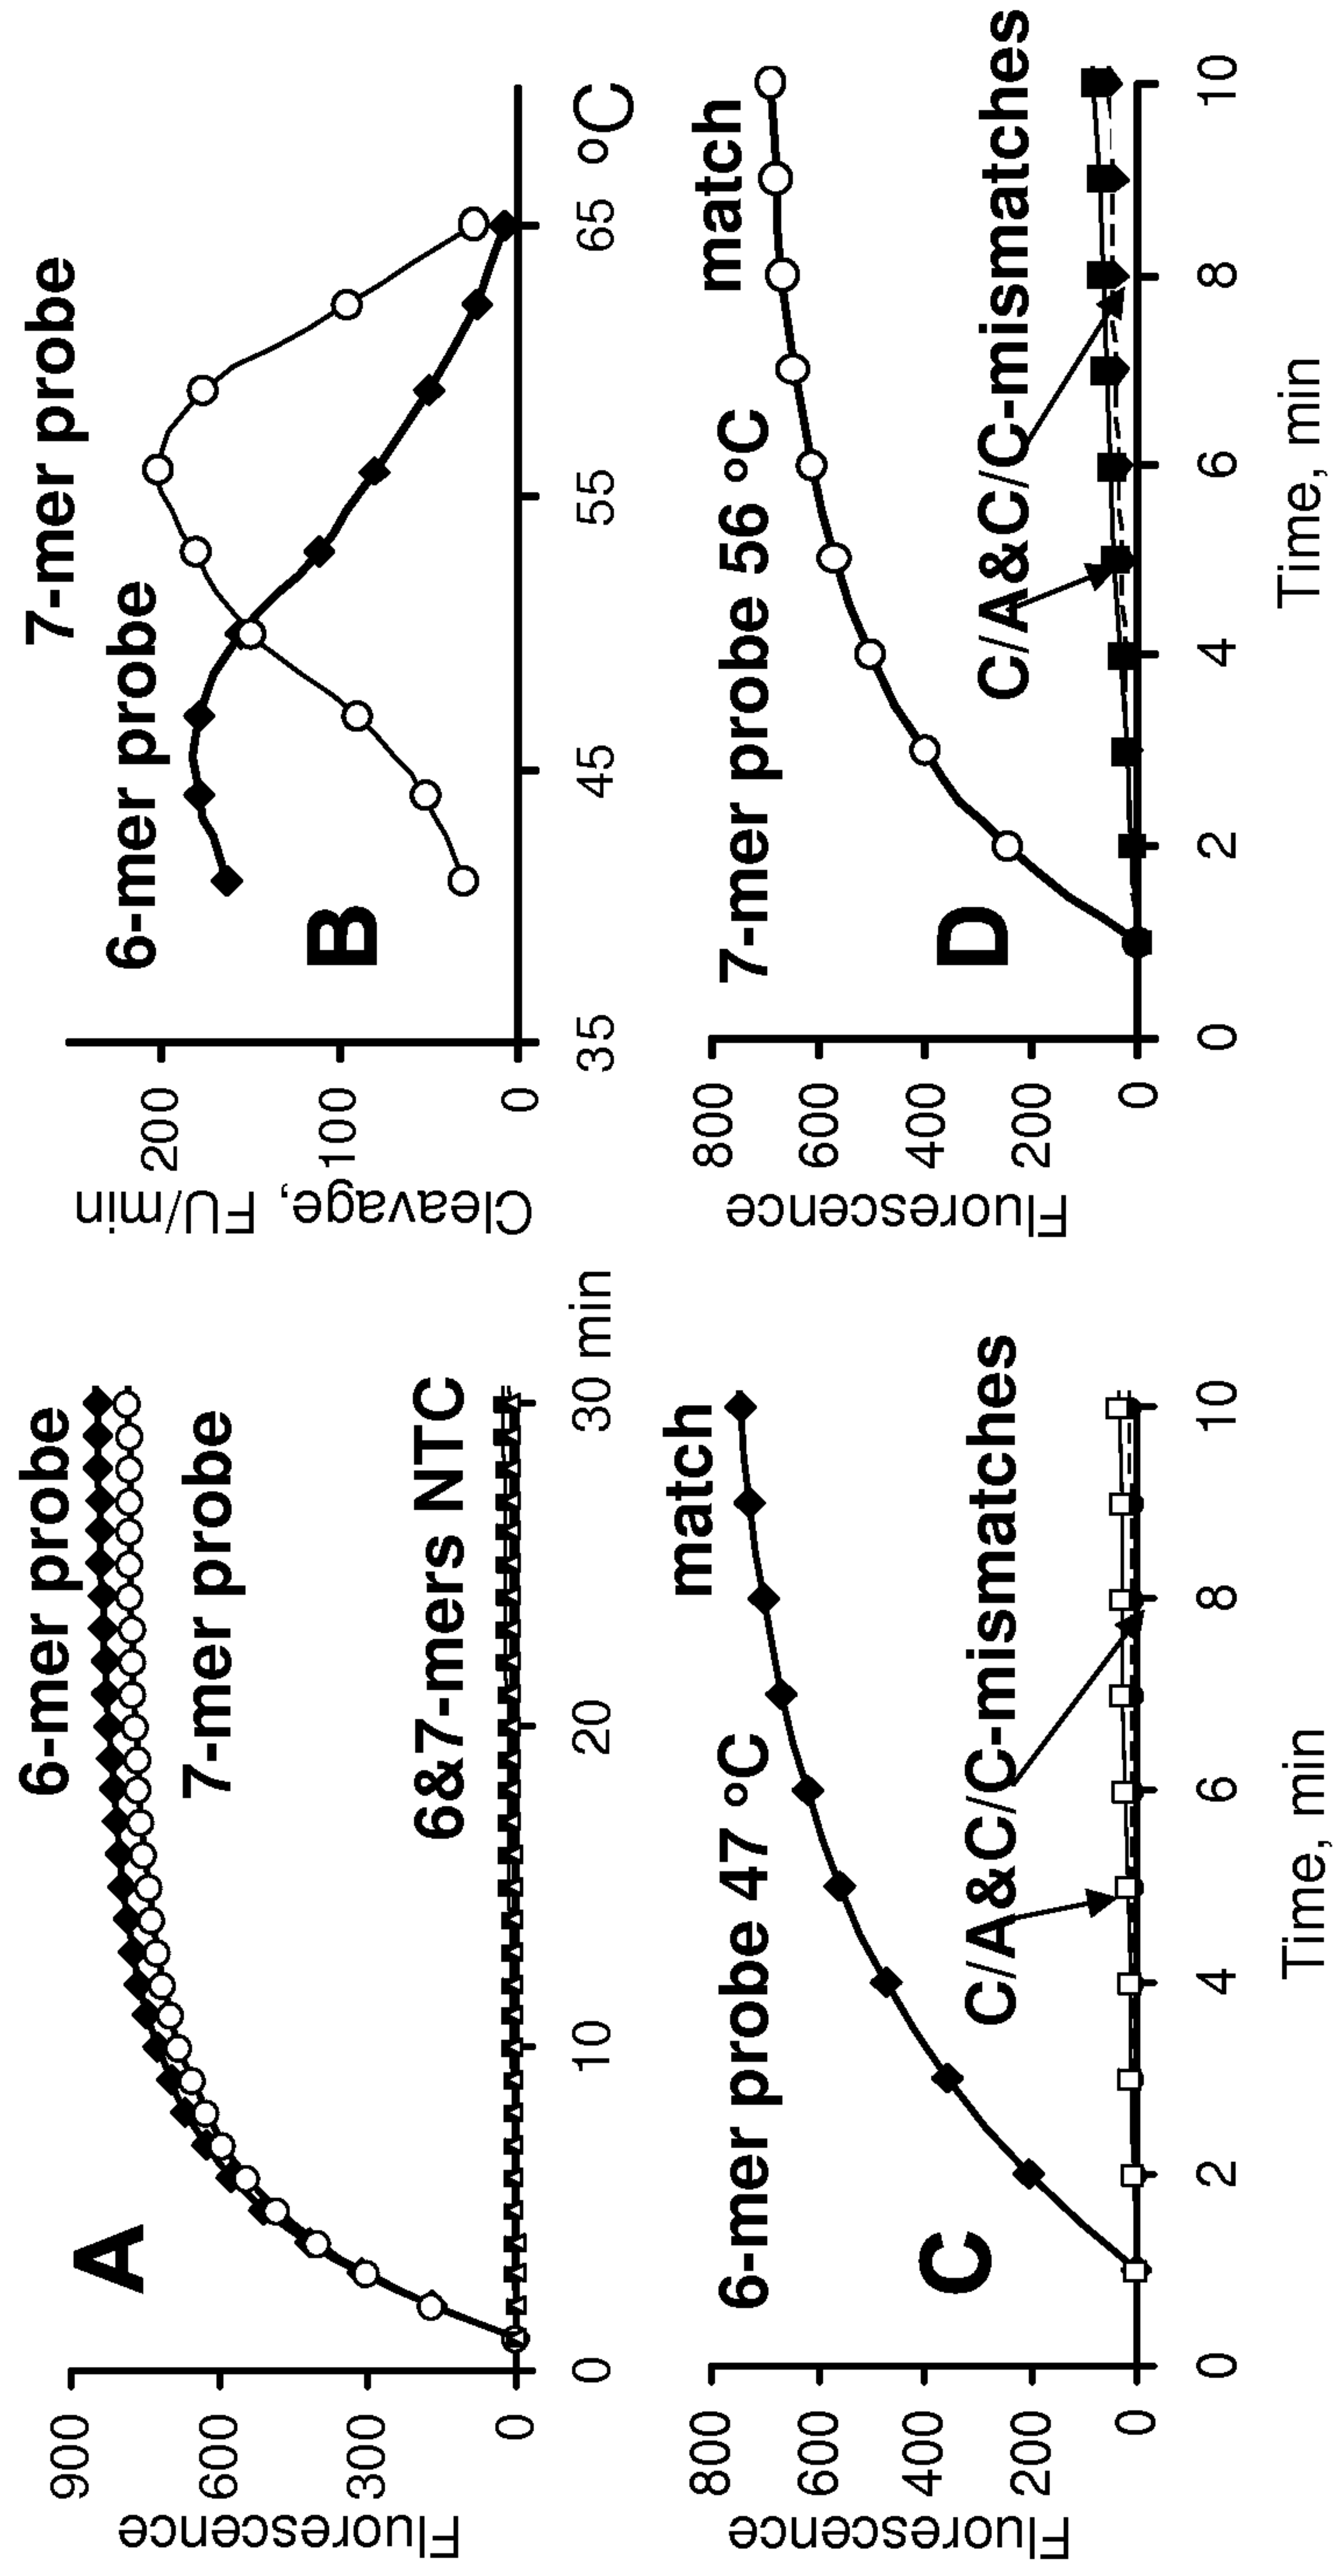 A
6-mer probe
7-mer probe
6&7-mers NTC
Fluorescence
900
600
300
0
0
10
20
30 min
B
6-mer probe
7-mer probe
Cleavage, FU/min
200
100
0
35
45
55
65 °C
C
6-mer probe 47 °C
match
C/A&C/C-mismatches
Fluorescence
800
600
400
200
0
0
2
4
6
8
10
Time, min
D
7-mer probe 56 °C
match
C/A&C/C-mismatches
Fluorescence
800
600
400
200
0
0
2
4
6
8
10
Time, min